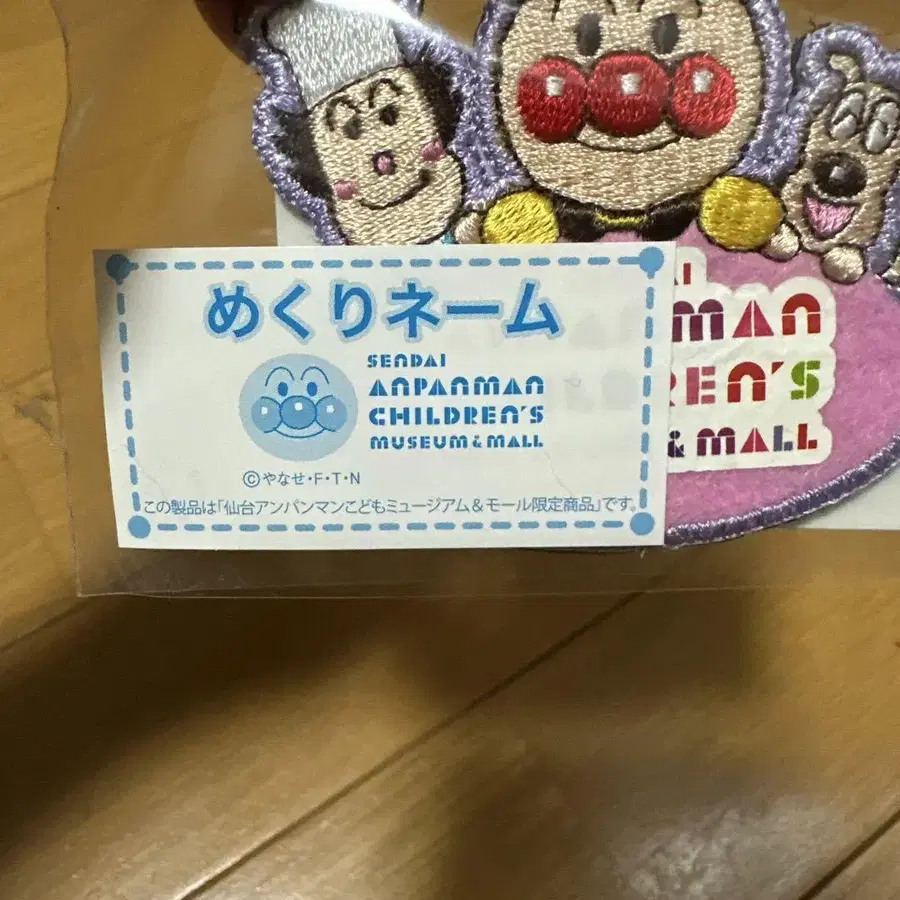 めくりネーム
SENDAI
ANPANMAN
CHILDREN'S
MUSEUM & MALL
©やなせ・F・T・N
この製品は「仙台アンパンマンこどもミュージアム＆モール限定商品」です。
AI
MAN
REN'S
& MALL